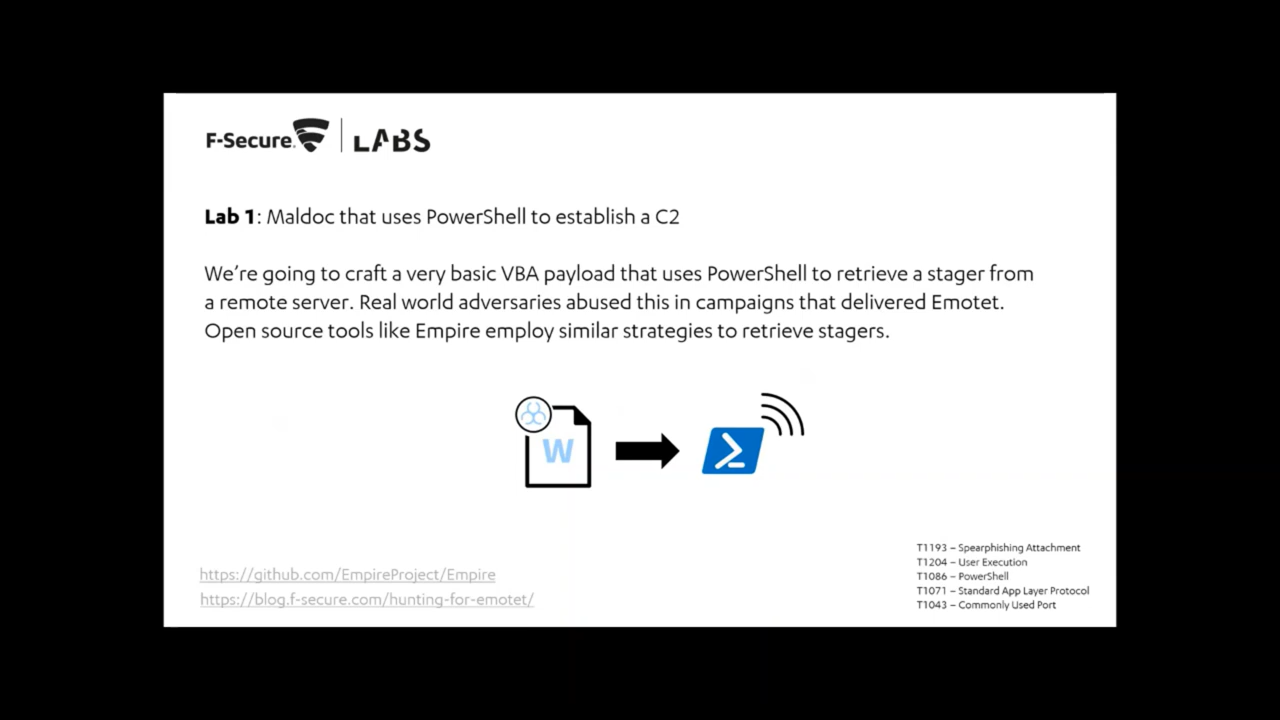 F-Secure. LABS
Lab 1: Maldoc that uses PowerShell to establish a C2
We're going to craft a very basic VBA payload that uses PowerShell to retrieve a stager from
a remote server. Real world adversaries abused this in campaigns that delivered Emotet.
Open source tools like Empire employ similar strategies to retrieve stagers.
W
https://github.com/EmpireProject/Empire
https://blog.f-secure.com/hunting-for-emotet/
T1193 – Spearphishing Attachment
T1204 – User Execution
T1086 – PowerShell
T1071 – Standard App Layer Protocol
T1043 – Commonly Used Port